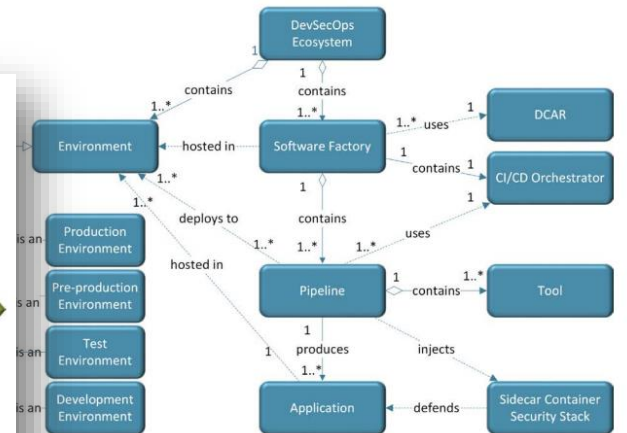 DevSecOps
Ecosystem
1
1
contains
contains
1..*
1..*
1..*
uses
1
DCAR
Environment
hosted in
Software Factory
1
contains
1
CI/CD Orchestrator
1..*
1
1
1..*
deploys to
contains
uses
is an
Production
Environment
hosted in
1..*
1..*
1..*
s an
Pre-production
Environment
Pipeline
1
contains
1..*
Tool
is an
Test
Environment
1
1
produces
injects
1..*
is an
Development
Environment
Application
defends
Sidecar Container
Security Stack